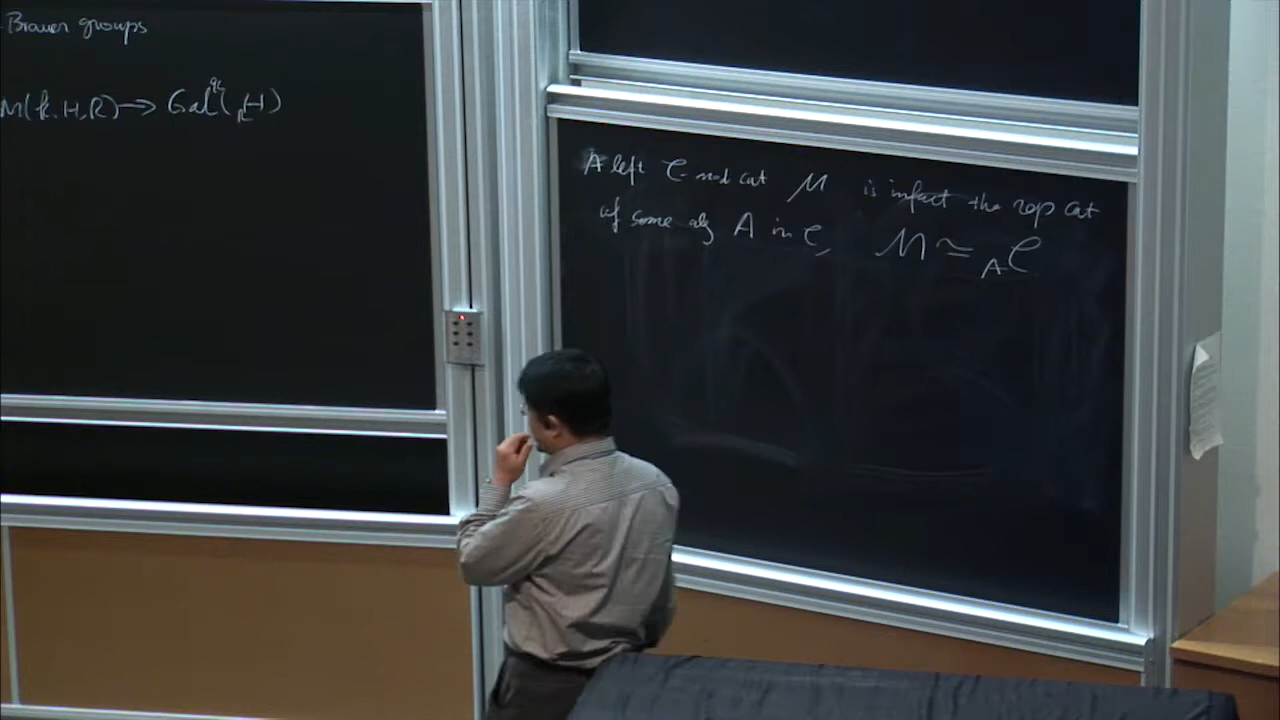 Brauer groups
M(k,H,R) → Gal^{qc}(_R H)
A left C-mod cat M is infact the rep cat
of some alg A in C, M ≃ _A C